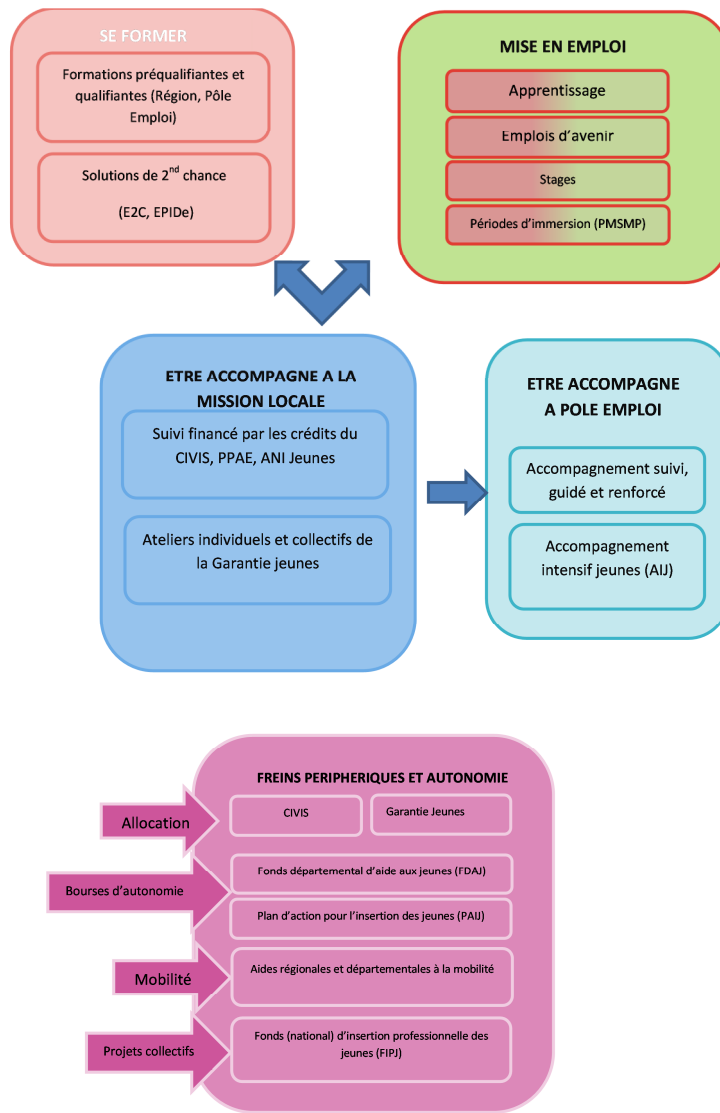 SE FORMER
Formations préqualifiantes et
qualifiantes (Région, Pôle
Emploi)
Solutions de 2nd chance
(E2C, EPIDe)
MISE EN EMPLOI
Apprentissage
Emplois d'avenir
Stages
Périodes d'immersion (PMSMP)
ETRE ACCOMPAGNE A LA
MISSION LOCALE
Suivi financé par les crédits du
CIVIS, PPAE, ANI Jeunes
Ateliers individuels et collectifs de
la Garantie jeunes
ETRE ACCOMPAGNE
A POLE EMPLOI
Accompagnement suivi,
guidé et renforcé
Accompagnement
intensif jeunes (AIJ)
FREINS PERIPHERIQUES ET AUTONOMIE
Allocation
CIVIS
Garantie Jeunes
Bourses d'autonomie
Fonds départemental d'aide aux jeunes (FDAJ)
Plan d'action pour l'insertion des jeunes (PAIJ)
Mobilité
Aides régionales et départementales à la mobilité
Projets collectifs
Fonds (national) d'insertion professionnelle des
jeunes (FIPJ)